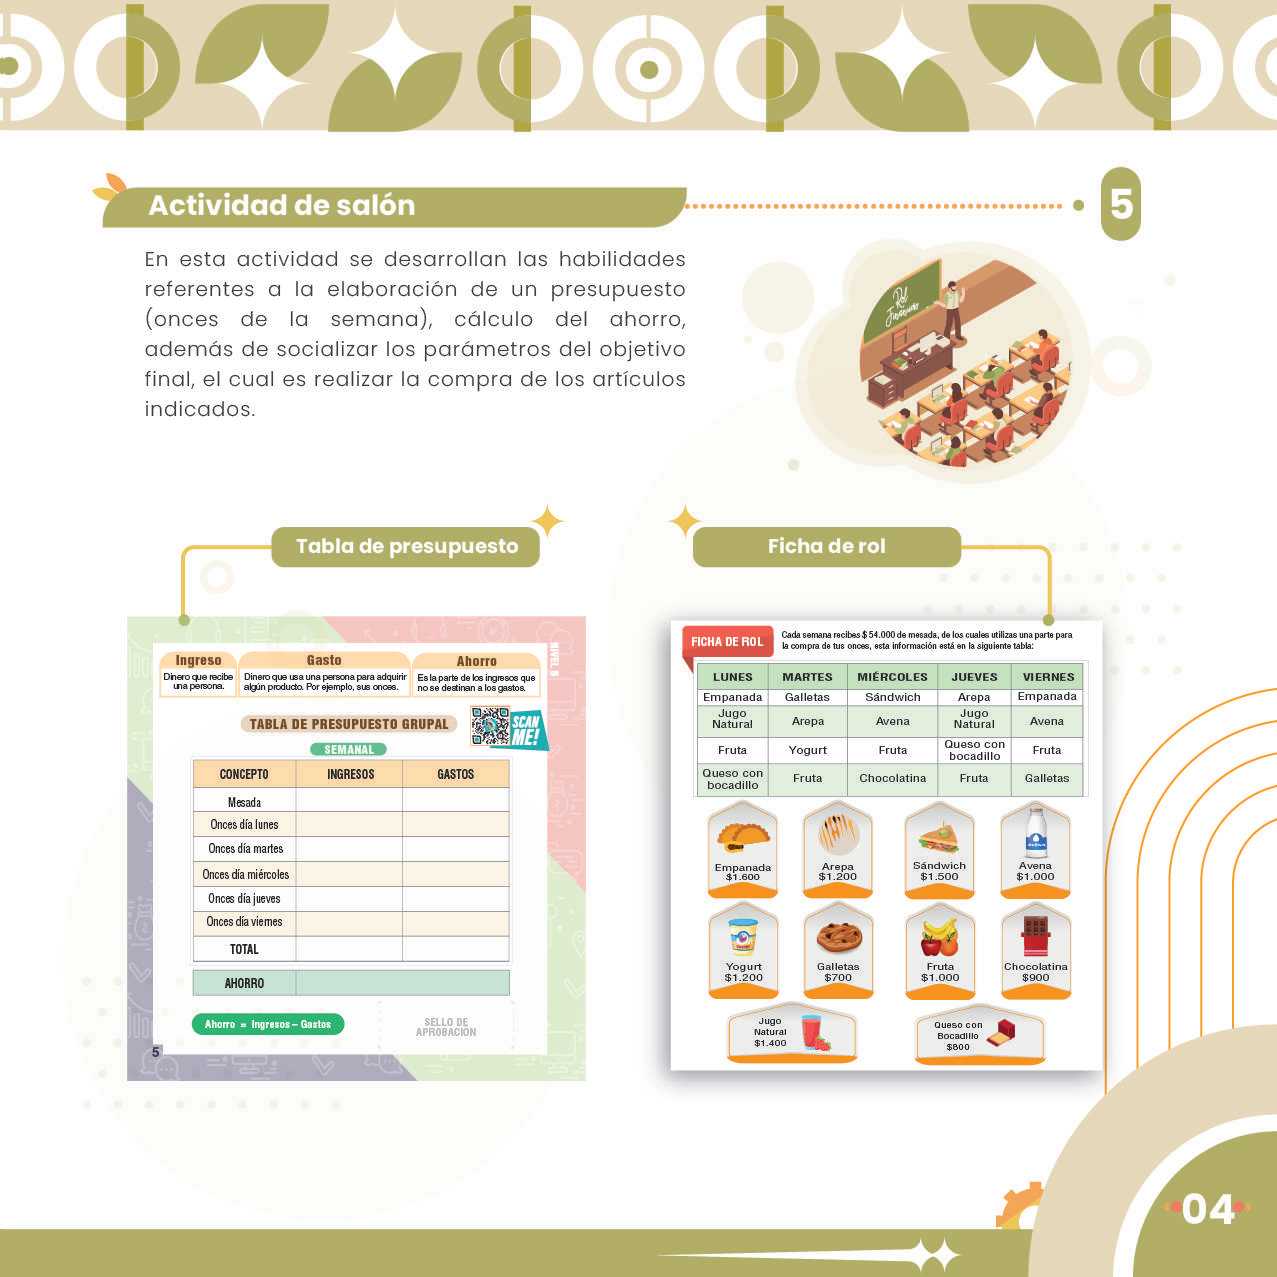 Actividad de salón
5
En esta actividad se desarrollan las habilidades
referentes a la elaboración de un presupuesto
(onces de la semana), cálculo del ahorro,
además de socializar los parámetros del objetivo
final, el cual es realizar la compra de los artículos
indicados.
Rol
Financiero
Tabla de presupuesto
Ficha de rol
NIVEL 5
Ingreso
Dinero que recibe
una persona.
Gasto
Dinero que usa una persona para adquirir
algún producto. Por ejemplo, sus onces.
Ahorro
Es la parte de los ingresos que
no se destinan a los gastos.
TABLA DE PRESUPUESTO GRUPAL
SCAN
ME!
SEMANAL
CONCEPTO INGRESOS GASTOS
Mesada
Onces día lunes
Onces día martes
Onces día miércoles
Onces día jueves
Onces día viernes
TOTAL
AHORRO
Ahorro = Ingresos – Gastos
SELLO DE
APROBACIÓN
5
FICHA DE ROL
Cada semana recibes $ 54.000 de mesada, de los cuales utilizas una parte para
la compra de tus onces, esta información está en la siguiente tabla:
LUNES MARTES MIÉRCOLES JUEVES VIERNES
Empanada Galletas Sándwich Arepa Empanada
Jugo Natural Arepa Avena Jugo Natural Avena
Fruta Yogurt Fruta Queso con bocadillo Fruta
Queso con bocadillo Fruta Chocolatina Fruta Galletas
Empanada
$1.600
Arepa
$1.200
Sándwich
$1.500
Avena
$1.000
Yogurt
$1.200
Galletas
$700
Fruta
$1.000
Chocolatina
$900
Jugo
Natural
$1.400
Queso con
Bocadillo
$800
04